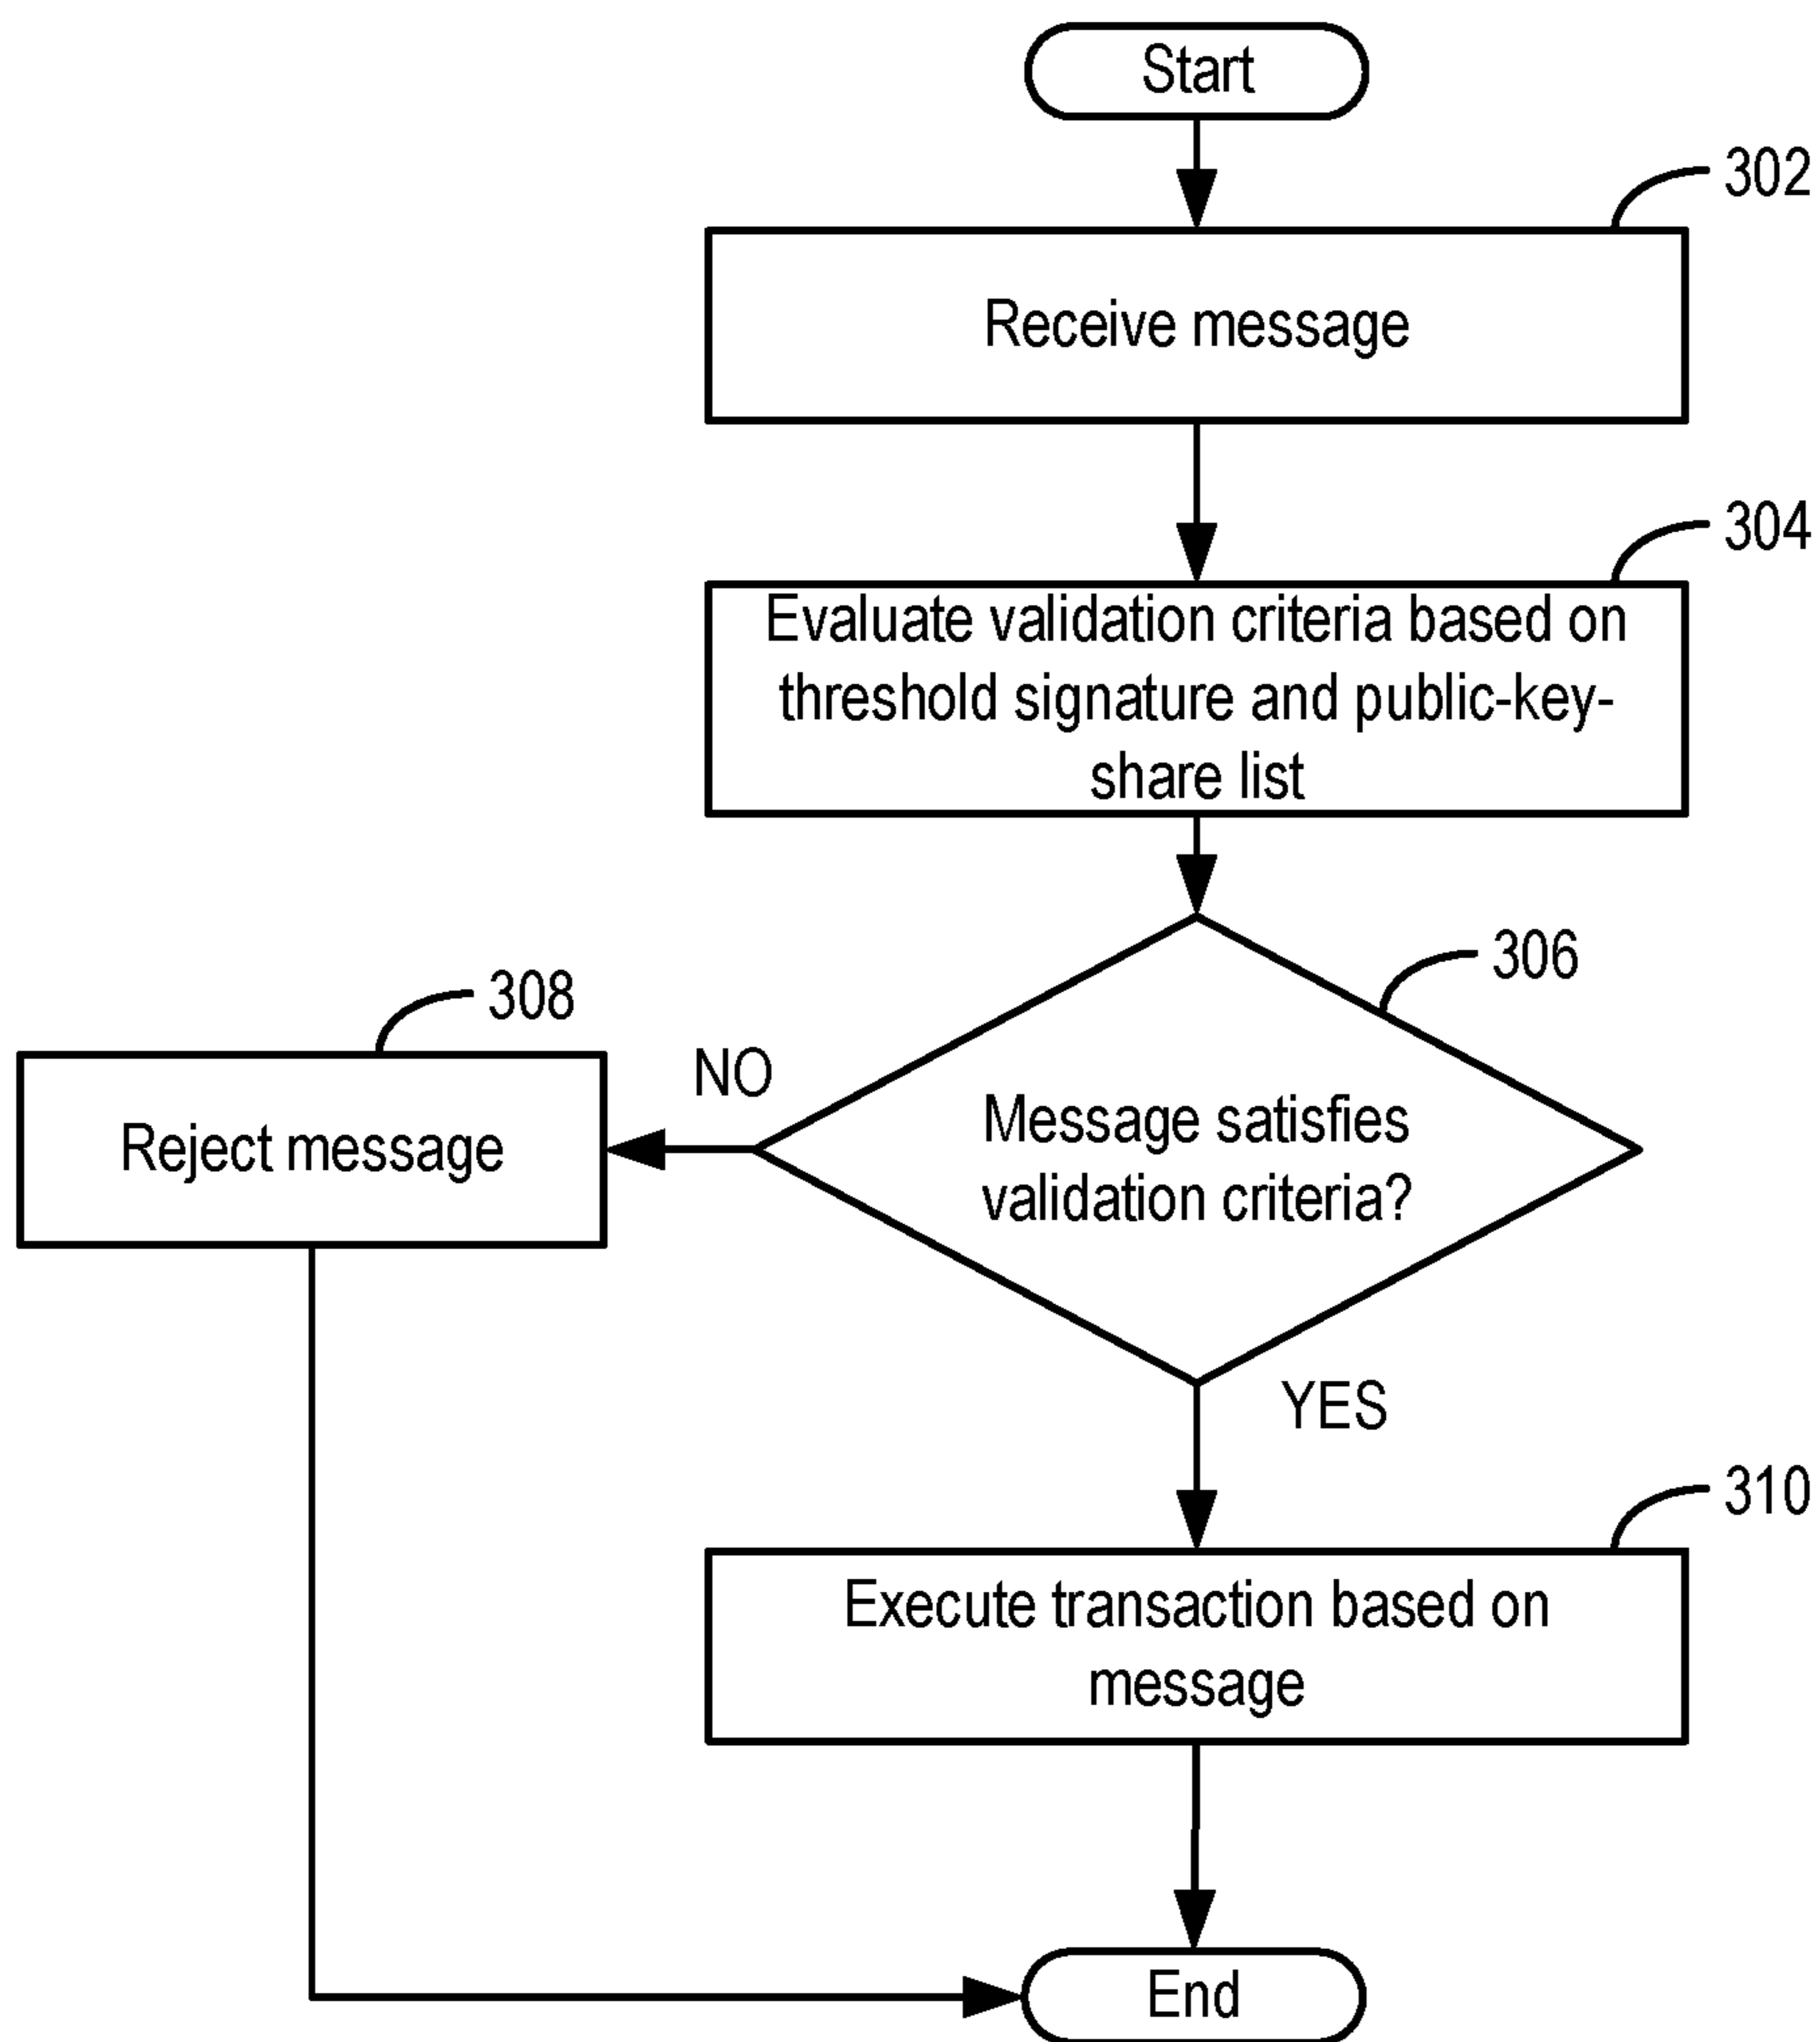 Start
302
Receive message
304
Evaluate validation criteria based on
threshold signature and public-key-
share list
306
308
NO
Message satisfies
validation criteria?
Reject message
YES
310
Execute transaction based on
message
End